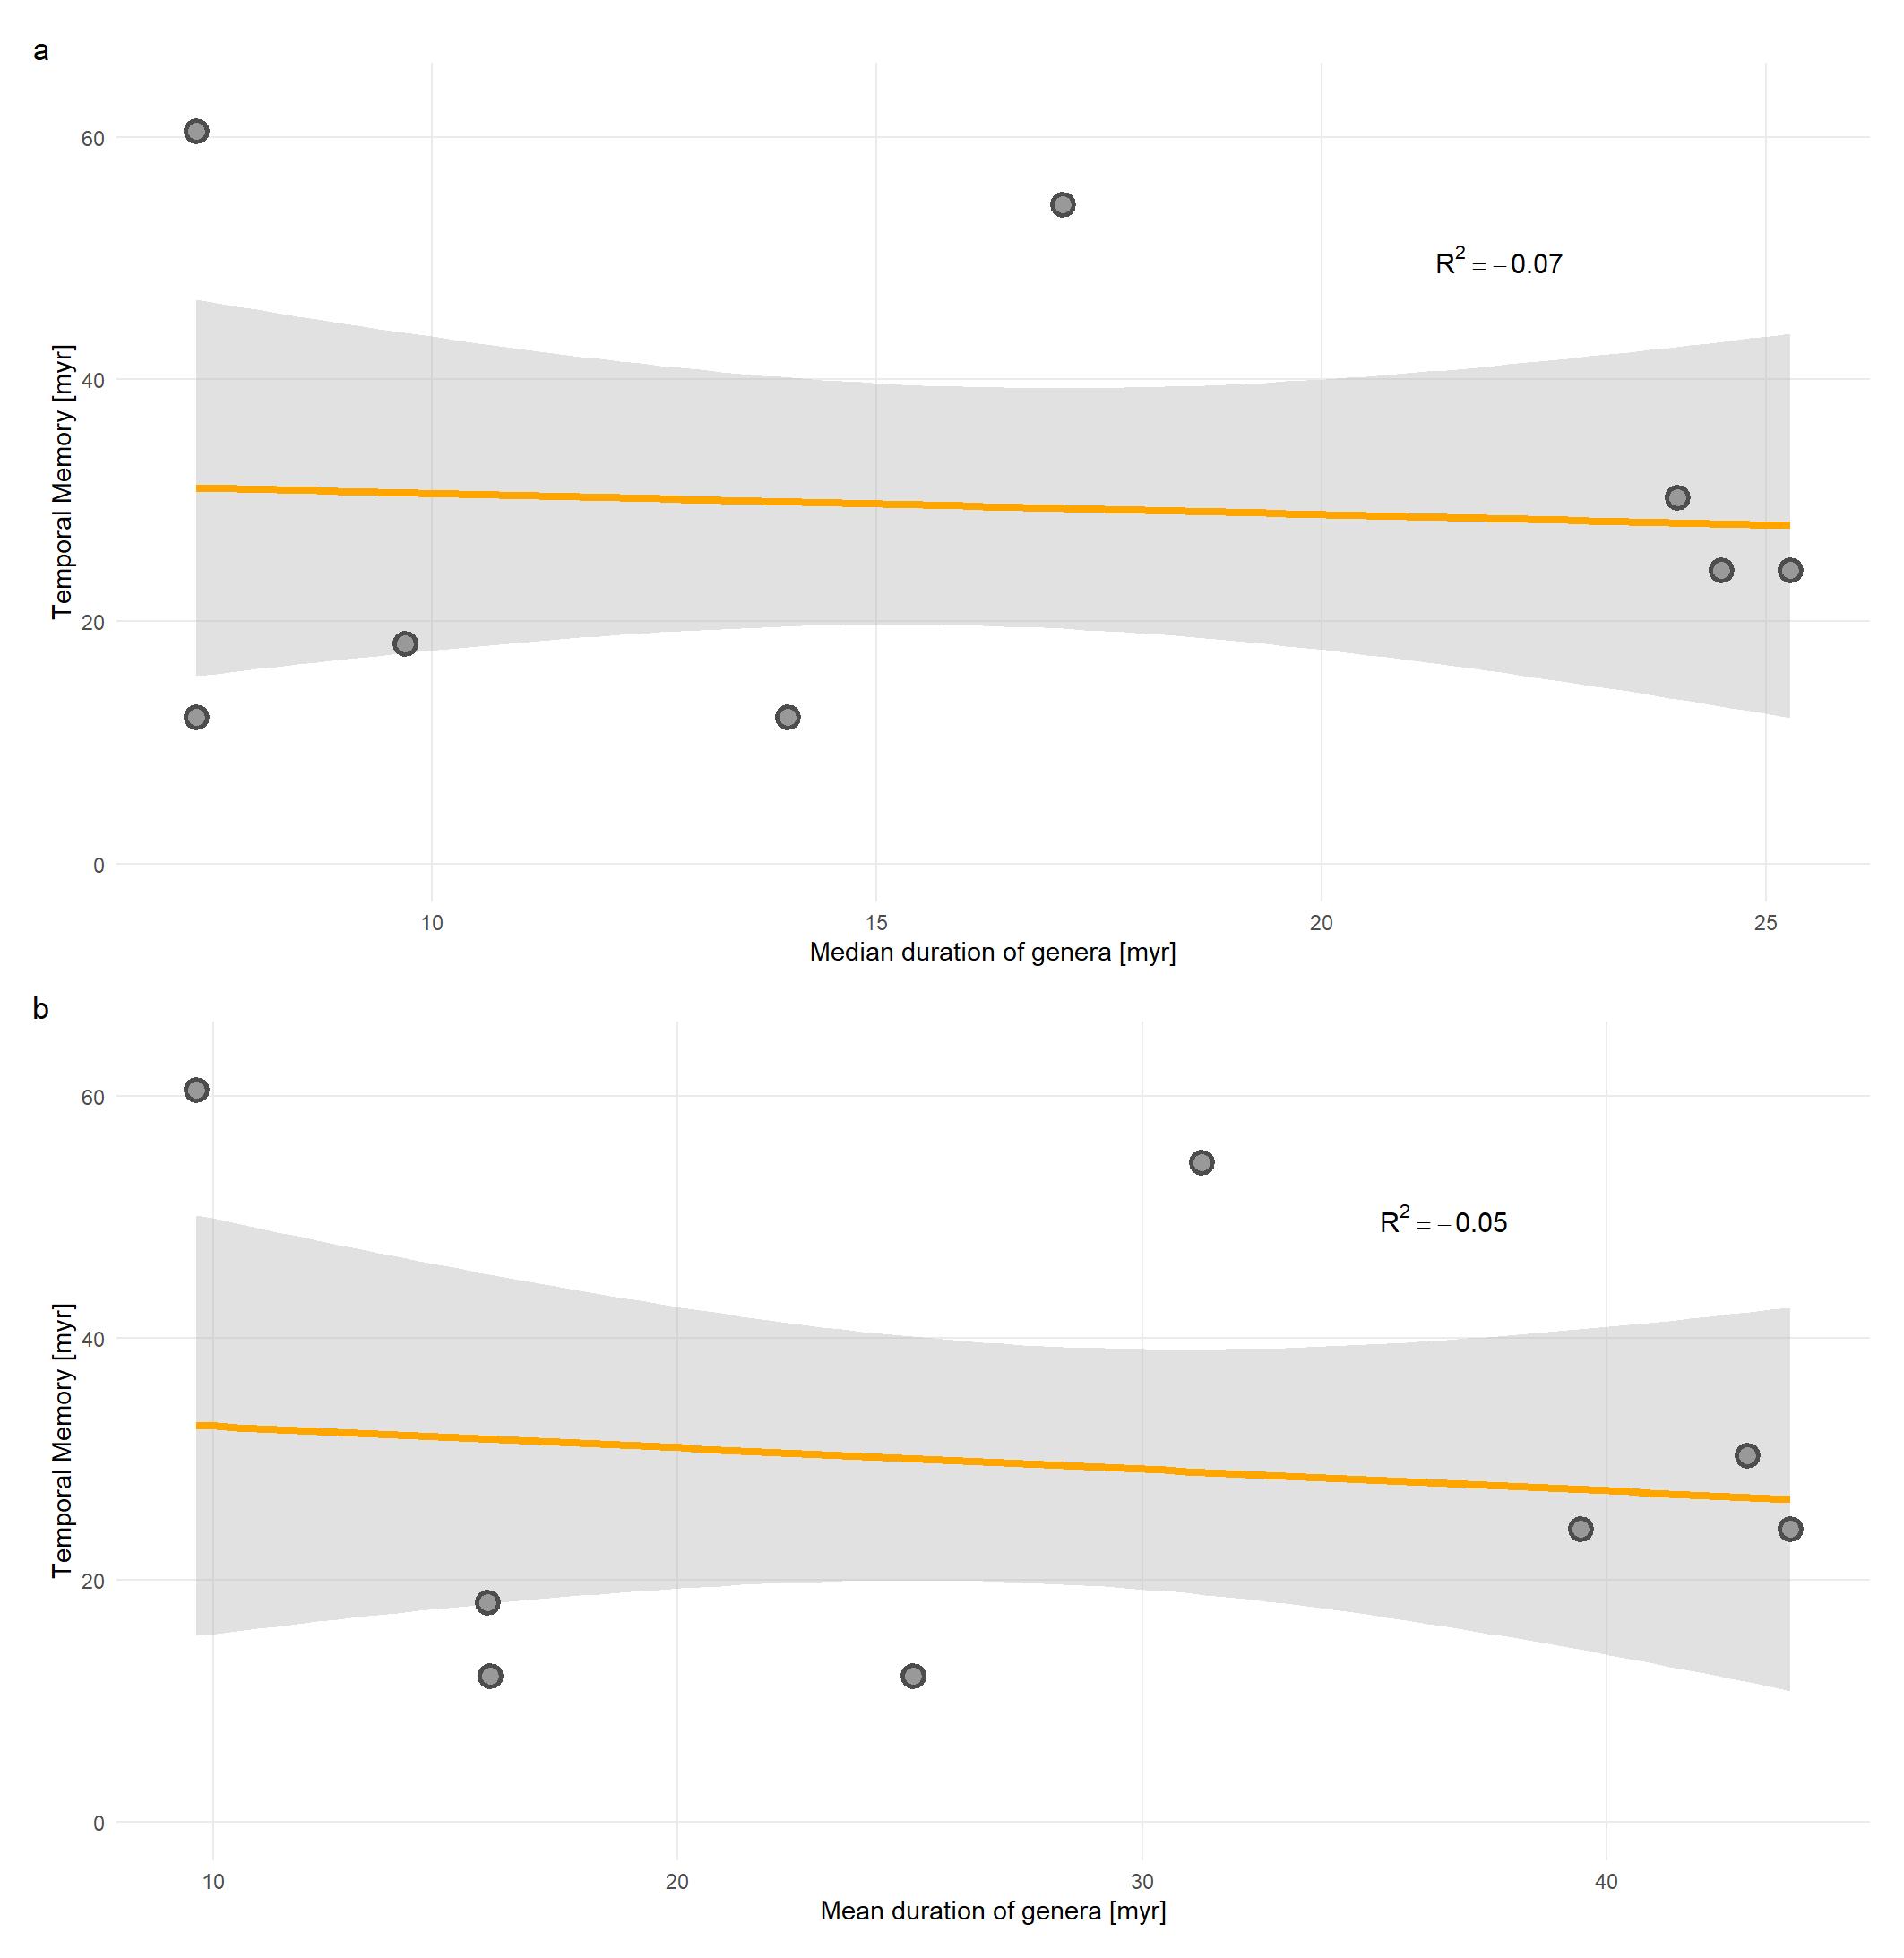 a
60
40
20
0
Temporal Memory [myr]
R² = −0.07
10 15 20 25
Median duration of genera [myr]
b
60
40
20
0
Temporal Memory [myr]
R² = −0.05
10 20 30 40
Mean duration of genera [myr]